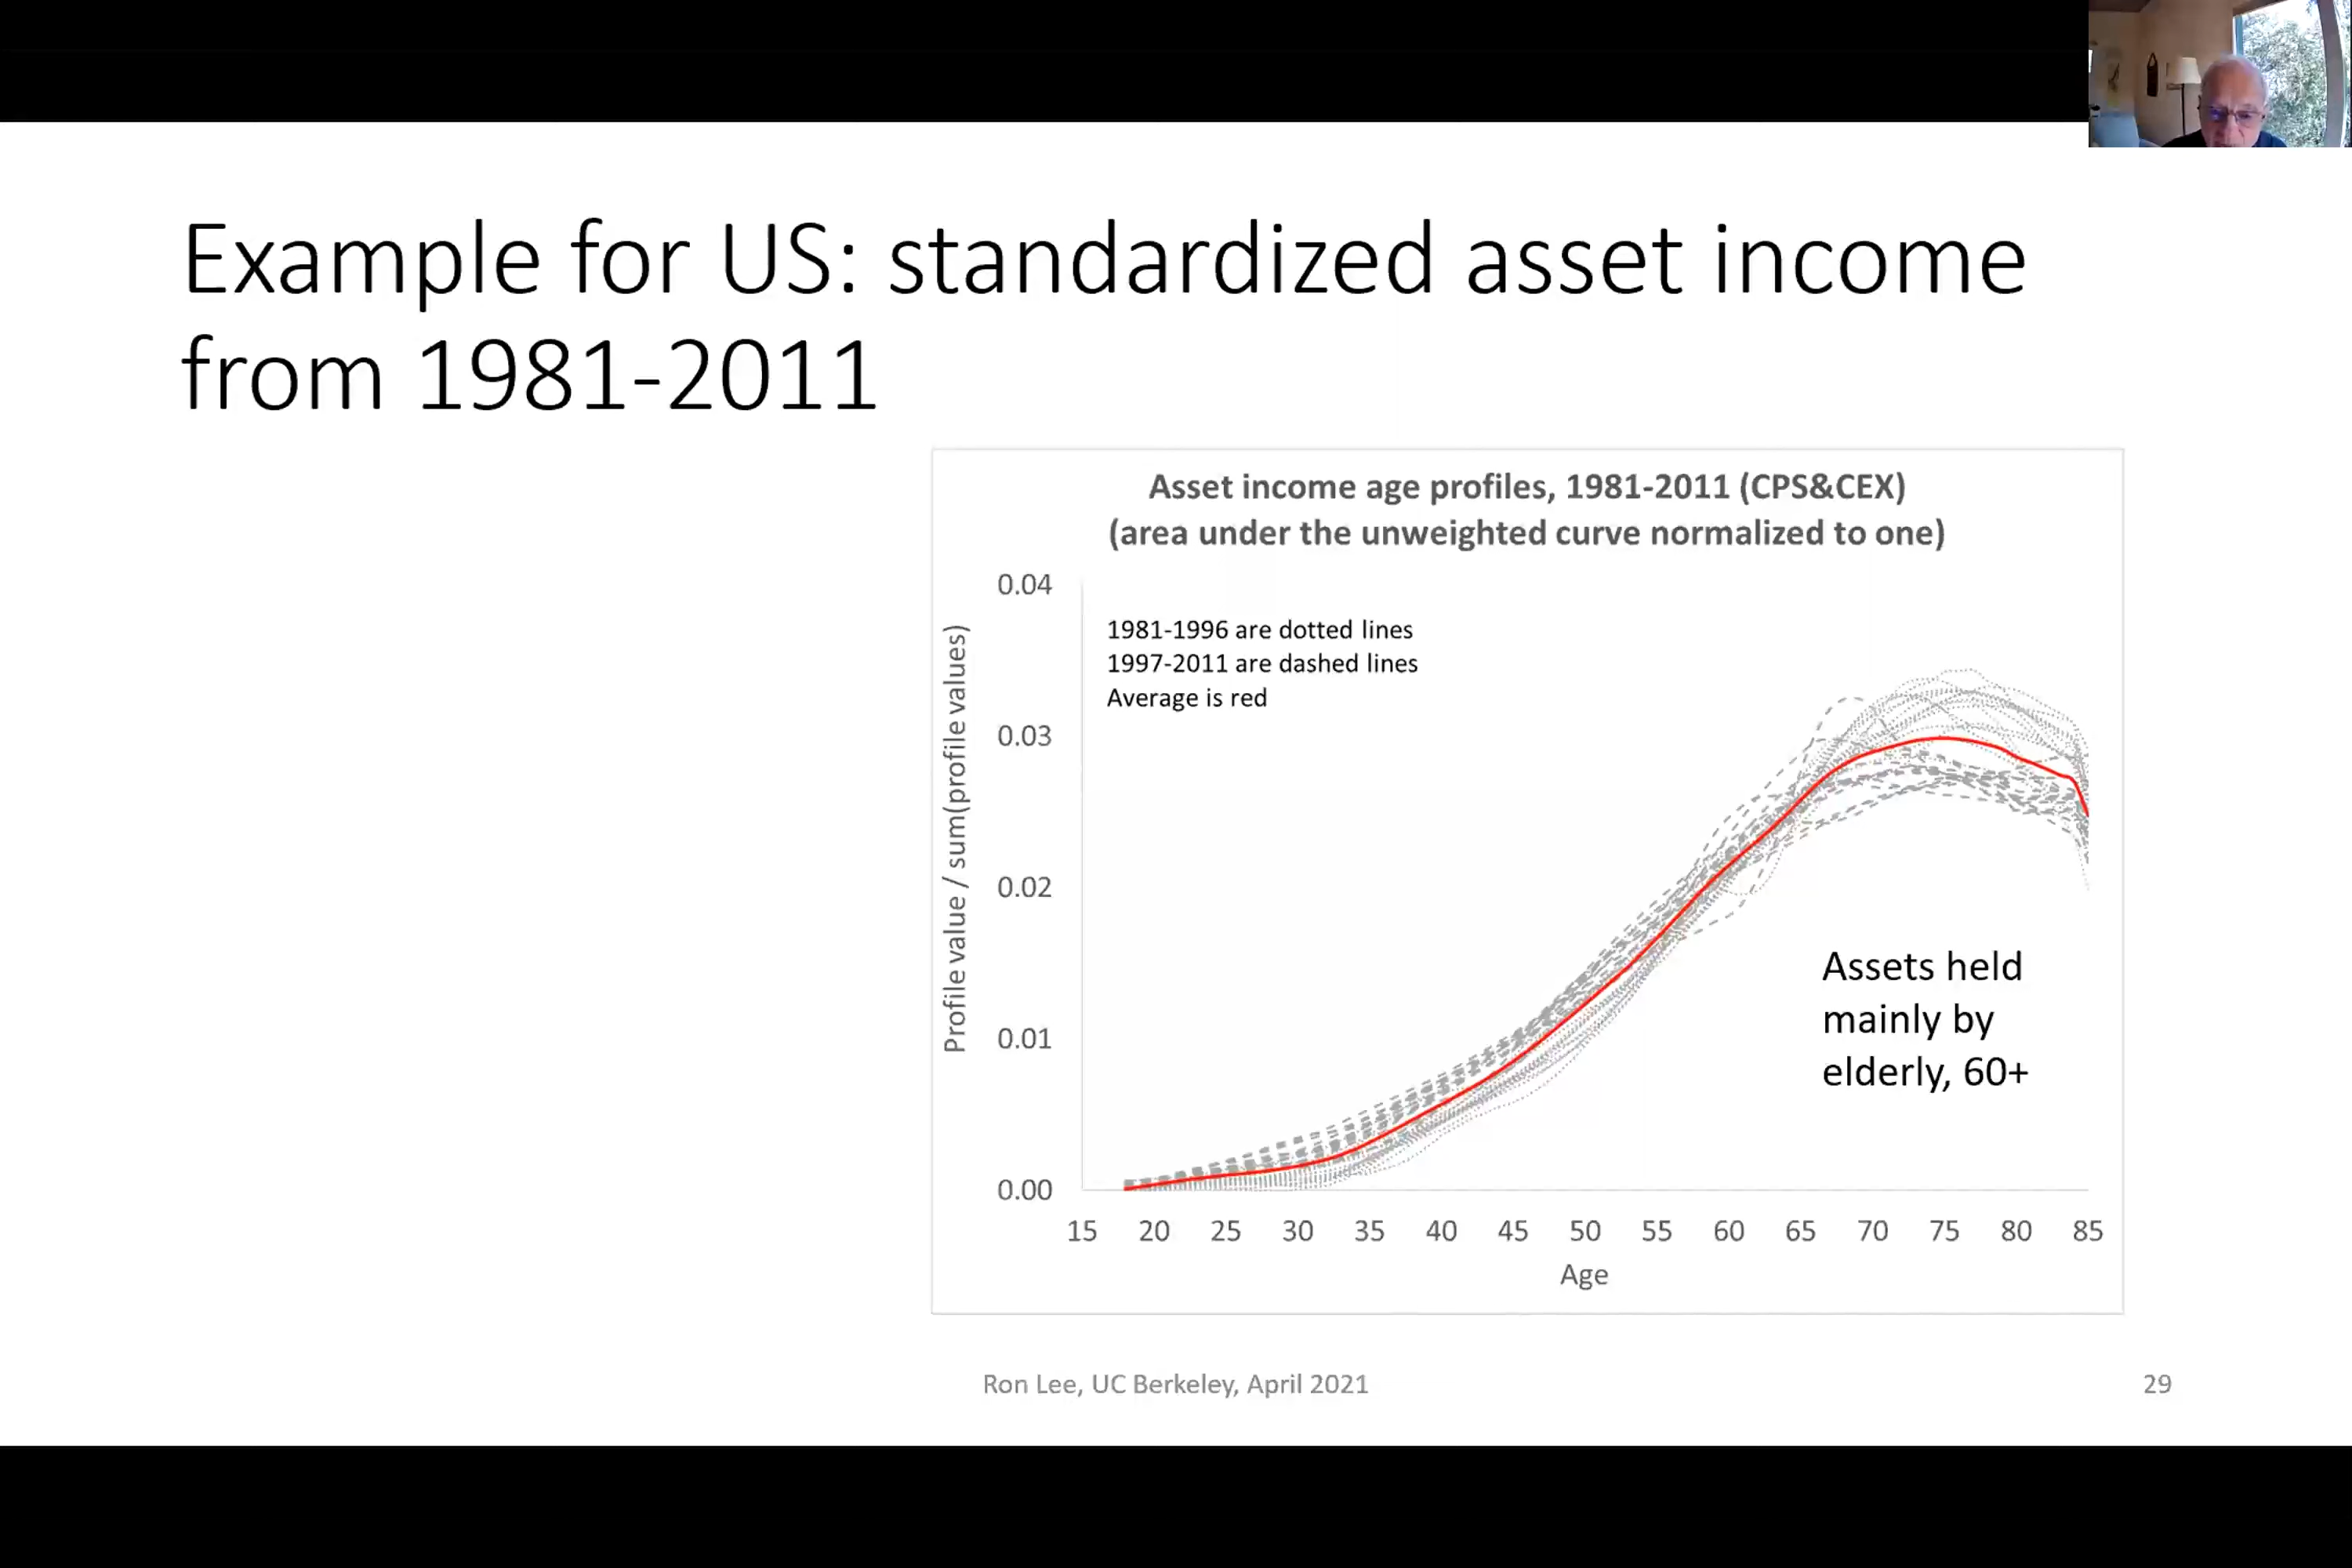 Example for US: standardized asset income
from 1981-2011
Asset income age profiles, 1981-2011 (CPS&CEX)
(area under the unweighted curve normalized to one)
Profile value / sum(profile values)
0.04
0.03
0.02
0.01
0.00
1981-1996 are dotted lines
1997-2011 are dashed lines
Average is red
Assets held
mainly by
elderly, 60+
15 20 25 30 35 40 45 50 55 60 65 70 75 80 85
Age
Ron Lee, UC Berkeley, April 2021
29